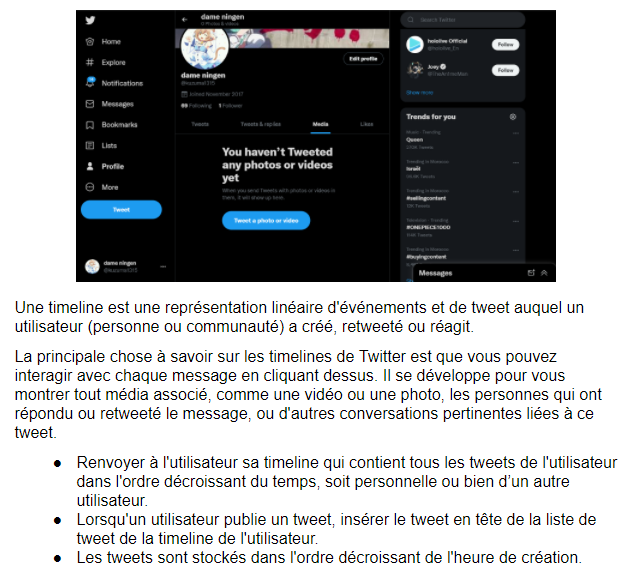 dame ningen
Search Twitter
Home
hololive Official
Follow
Explore
Edit profile
Notifications
dame ningen
Joey
Follow
Messages
Joined November 2017
Show more
Bookmarks
Following 1 Follower
Lists
Tweets Tweets & replies Media Likes
Trends for you
Profile
Queen
More
You haven't Tweeted
any photos or videos
yet
Israël
When you send Tweets with photos or videos in
#sellingcontent
Tweet
Tweet a photo or video
#ONEPIECE1000
dame ningen
#buyingcontent
Messages
Une timeline est une représentation linéaire d'événements et de tweet auquel un
utilisateur (personne ou communauté) a créé, retweeté ou réagit.
La principale chose à savoir sur les timelines de Twitter est que vous pouvez
interagir avec chaque message en cliquant dessus. Il se développe pour vous
montrer tout média associé, comme une vidéo ou une photo, les personnes qui ont
répondu ou retweeté le message, ou d'autres conversations pertinentes liées à ce
tweet.
● Renvoyer à l'utilisateur sa timeline qui contient tous les tweets de l'utilisateur
dans l'ordre décroissant du temps, soit personnelle ou bien d’un autre
utilisateur.
● Lorsqu'un utilisateur publie un tweet, insérer le tweet en tête de la liste de
tweet de la timeline de l'utilisateur.
● Les tweets sont stockés dans l'ordre décroissant de l'heure de création.